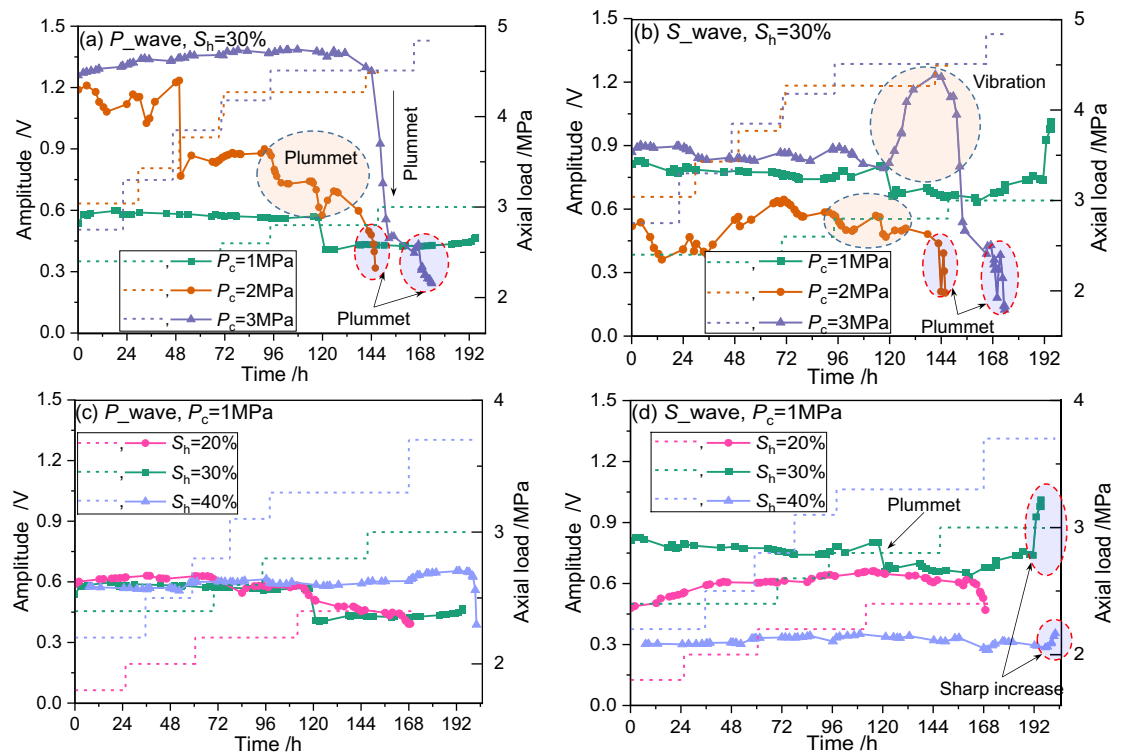 (a) P_wave, Sh=30%
1.5
1.2
0.9
0.6
0.3
0.0
Amplitude /V
5
4
3
2
Axial load /MPa
Plummet
Plummet
Plummet
, Pc=1MPa
, Pc=2MPa
, Pc=3MPa
0 24 48 72 96 120 144 168 192
Time /h
(b) S_wave, Sh=30%
1.5
1.2
0.9
0.6
0.3
0.0
Amplitude /V
5
4
3
2
Axial load /MPa
Vibration
Plummet
, Pc=1MPa
, Pc=2MPa
, Pc=3MPa
0 24 48 72 96 120 144 168 192
Time /h
(c) P_wave, Pc=1MPa
1.5
1.2
0.9
0.6
0.3
0.0
Amplitude /V
4
3
2
Axial load /MPa
, Sh=20%
, Sh=30%
, Sh=40%
0 24 48 72 96 120 144 168 192
Time /h
(d) S_wave, Pc=1MPa
1.5
1.2
0.9
0.6
0.3
0.0
Amplitude /V
4
3
2
Axial load /MPa
, Sh=20%
, Sh=30%
, Sh=40%
Plummet
Sharp increase
0 24 48 72 96 120 144 168 192
Time /h